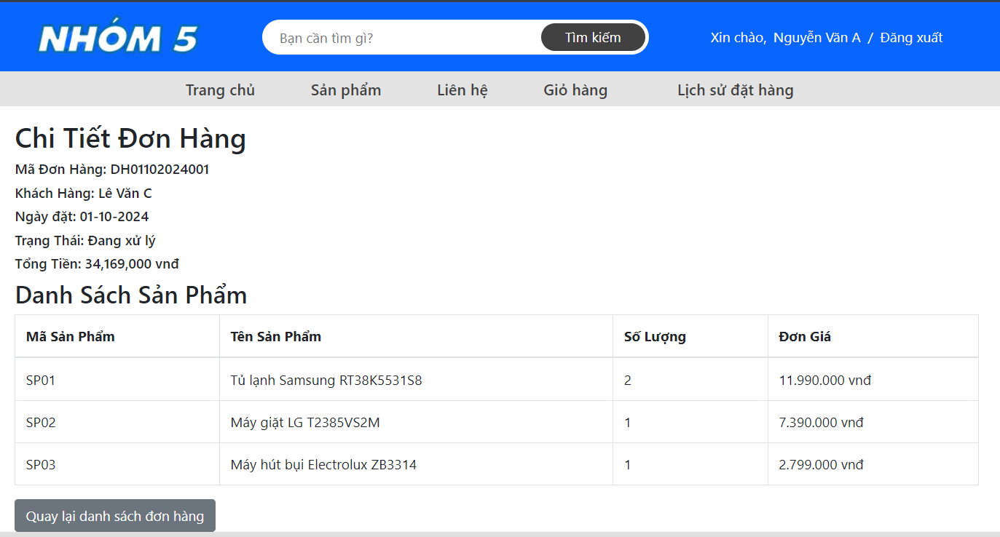 NHÓM 5
Bạn cần tìm gì?
Tìm kiếm
Xin chào, Nguyễn Văn A / Đăng xuất
Trang chủ Sản phẩm Liên hệ Giỏ hàng Lịch sử đặt hàng
Chi Tiết Đơn Hàng
Mã Đơn Hàng: DH01102024001
Khách Hàng: Lê Văn C
Ngày đặt: 01-10-2024
Trạng Thái: Đang xử lý
Tổng Tiền: 34,169,000 vnđ
Danh Sách Sản Phẩm
Mã Sản Phẩm Tên Sản Phẩm Số Lượng Đơn Giá
SP01 Tủ lạnh Samsung RT38K5531S8 2 11.990.000 vnđ
SP02 Máy giặt LG T2385VS2M 1 7.390.000 vnđ
SP03 Máy hút bụi Electrolux ZB3314 1 2.799.000 vnđ
Quay lại danh sách đơn hàng